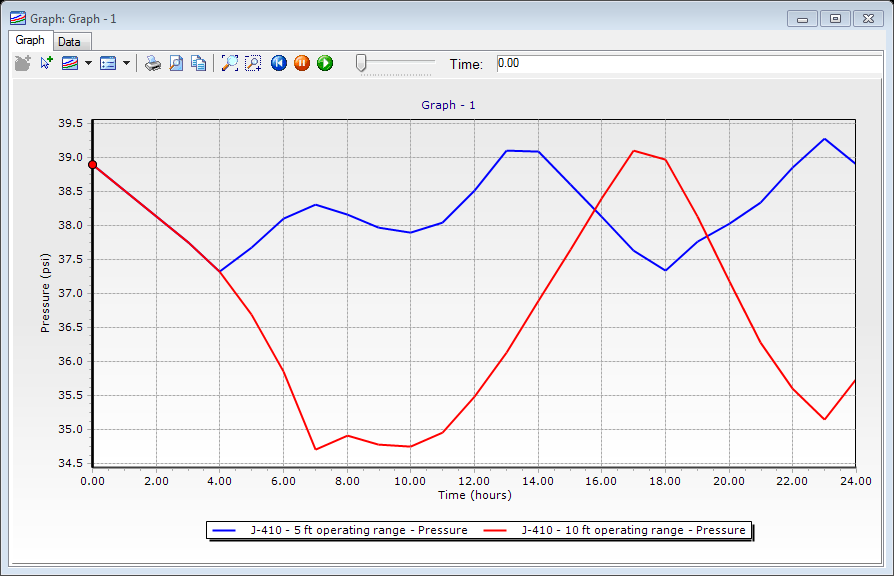 Graph: Graph - 1
Graph Data
Time: 0.00
Graph - 1
39.5
39.0
38.5
38.0
37.5
37.0
36.5
36.0
35.5
35.0
34.5
Pressure (psi)
0.00 2.00 4.00 6.00 8.00 10.00 12.00 14.00 16.00 18.00 20.00 22.00 24.00
Time (hours)
J-410 - 5 ft operating range - Pressure J-410 - 10 ft operating range - Pressure